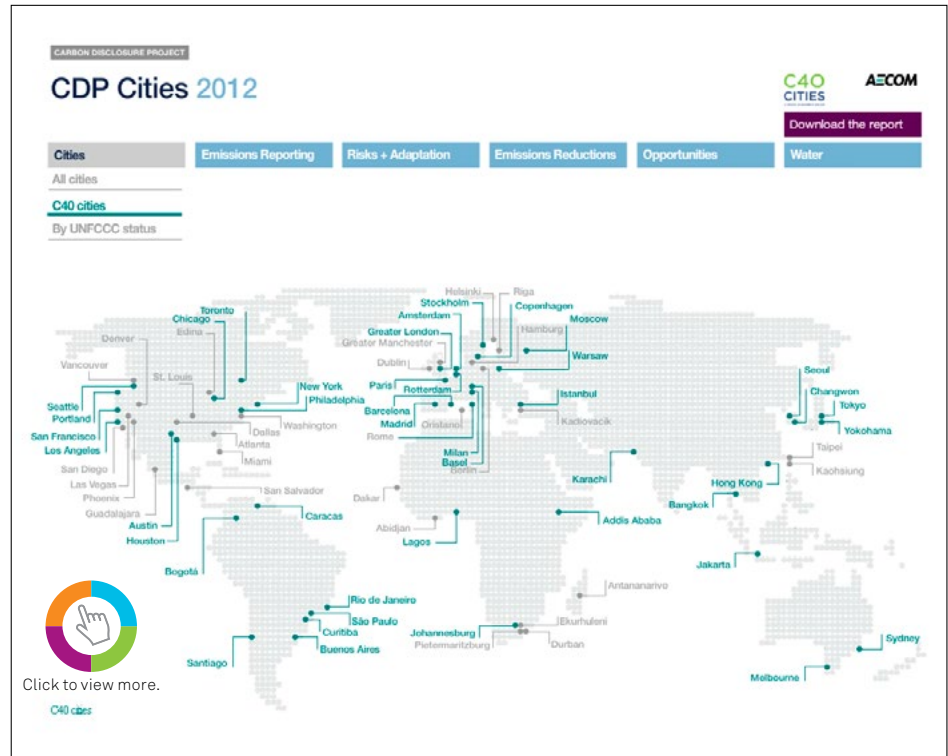 CARBON DISCLOSURE PROJECT
CDP Cities 2012
C40
CITIES
AECOM
Download the report
Cities
Emissions Reporting
Risks + Adaptation
Emissions Reductions
Opportunities
Water
All cities
C40 cities
By UNFCCC status
Helsinki
Riga
Stockholm
Copenhagen
Toronto
Amsterdam
Chicago
Moscow
Edina
Greater London
Hamburg
Denver
Greater Manchester
Warsaw
Dublin
Vancouver
St. Louis
Seoul
Paris
New York
Rotterdam
Istanbul
Changwon
Philadelphia
Seattle
Barcelona
Tokyo
Portland
Madrid
Oristano
Kadiovacik
Washington
Yokohama
Dallas
San Francisco
Rome
Atlanta
Taipei
Los Angeles
Milan
Miami
Basel
San Diego
Berlin
Kaohsiung
Karachi
Las Vegas
Hong Kong
San Salvador
Dakar
Phoenix
Bangkok
Guadalajara
Caracas
Addis Ababa
Austin
Abidjan
Houston
Lagos
Jakarta
Bogotá
Antananarivo
Rio de Janeiro
São Paulo
Ekurhuleni
Curitiba
Johannesburg
Sydney
Buenos Aires
Pietermaritzburg
Durban
Santiago
Melbourne
Click to view more.
C40 cities